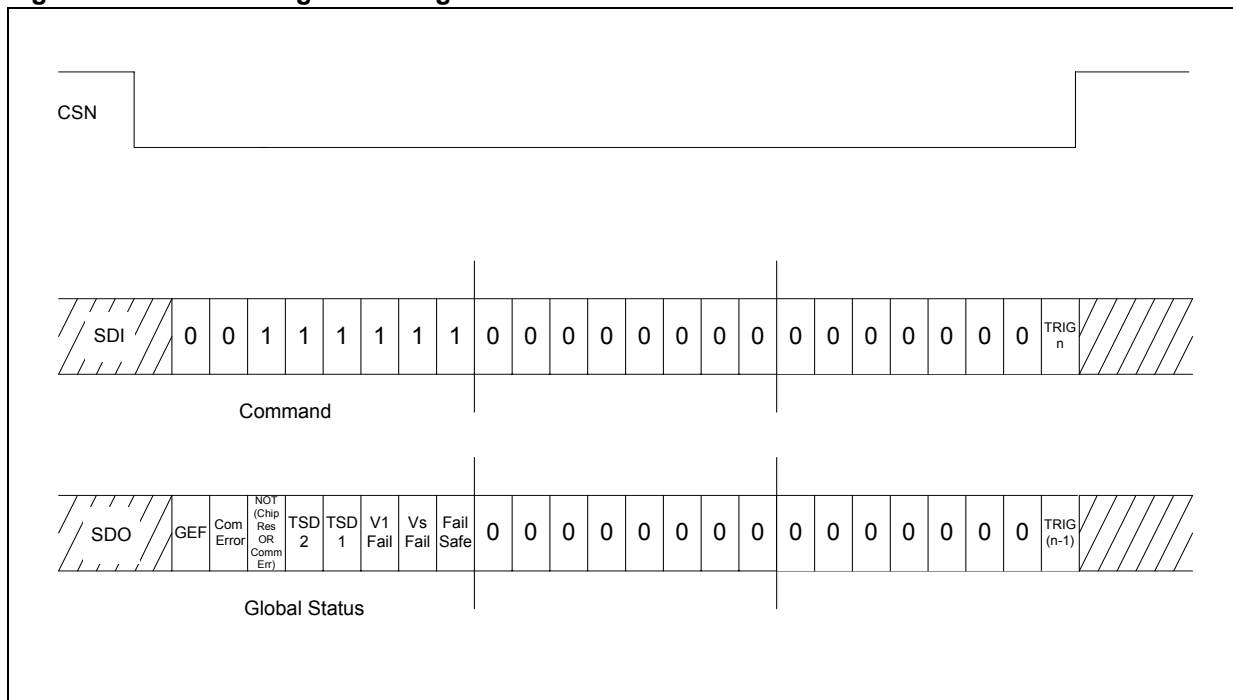 CSN
SDI 0 0 1 1 1 1 1 1 0 0 0 0 0 0 0 0 0 0 0 0 0 0 0 TRIG n
Command
SDO GEF Com Error NOT (Chip Res OR Comm Err) TSD 2 TSD 1 V1 Fail Vs Fail Fail Safe 0 0 0 0 0 0 0 0 0 0 0 0 0 0 0 TRIG (n-1)
Global Status